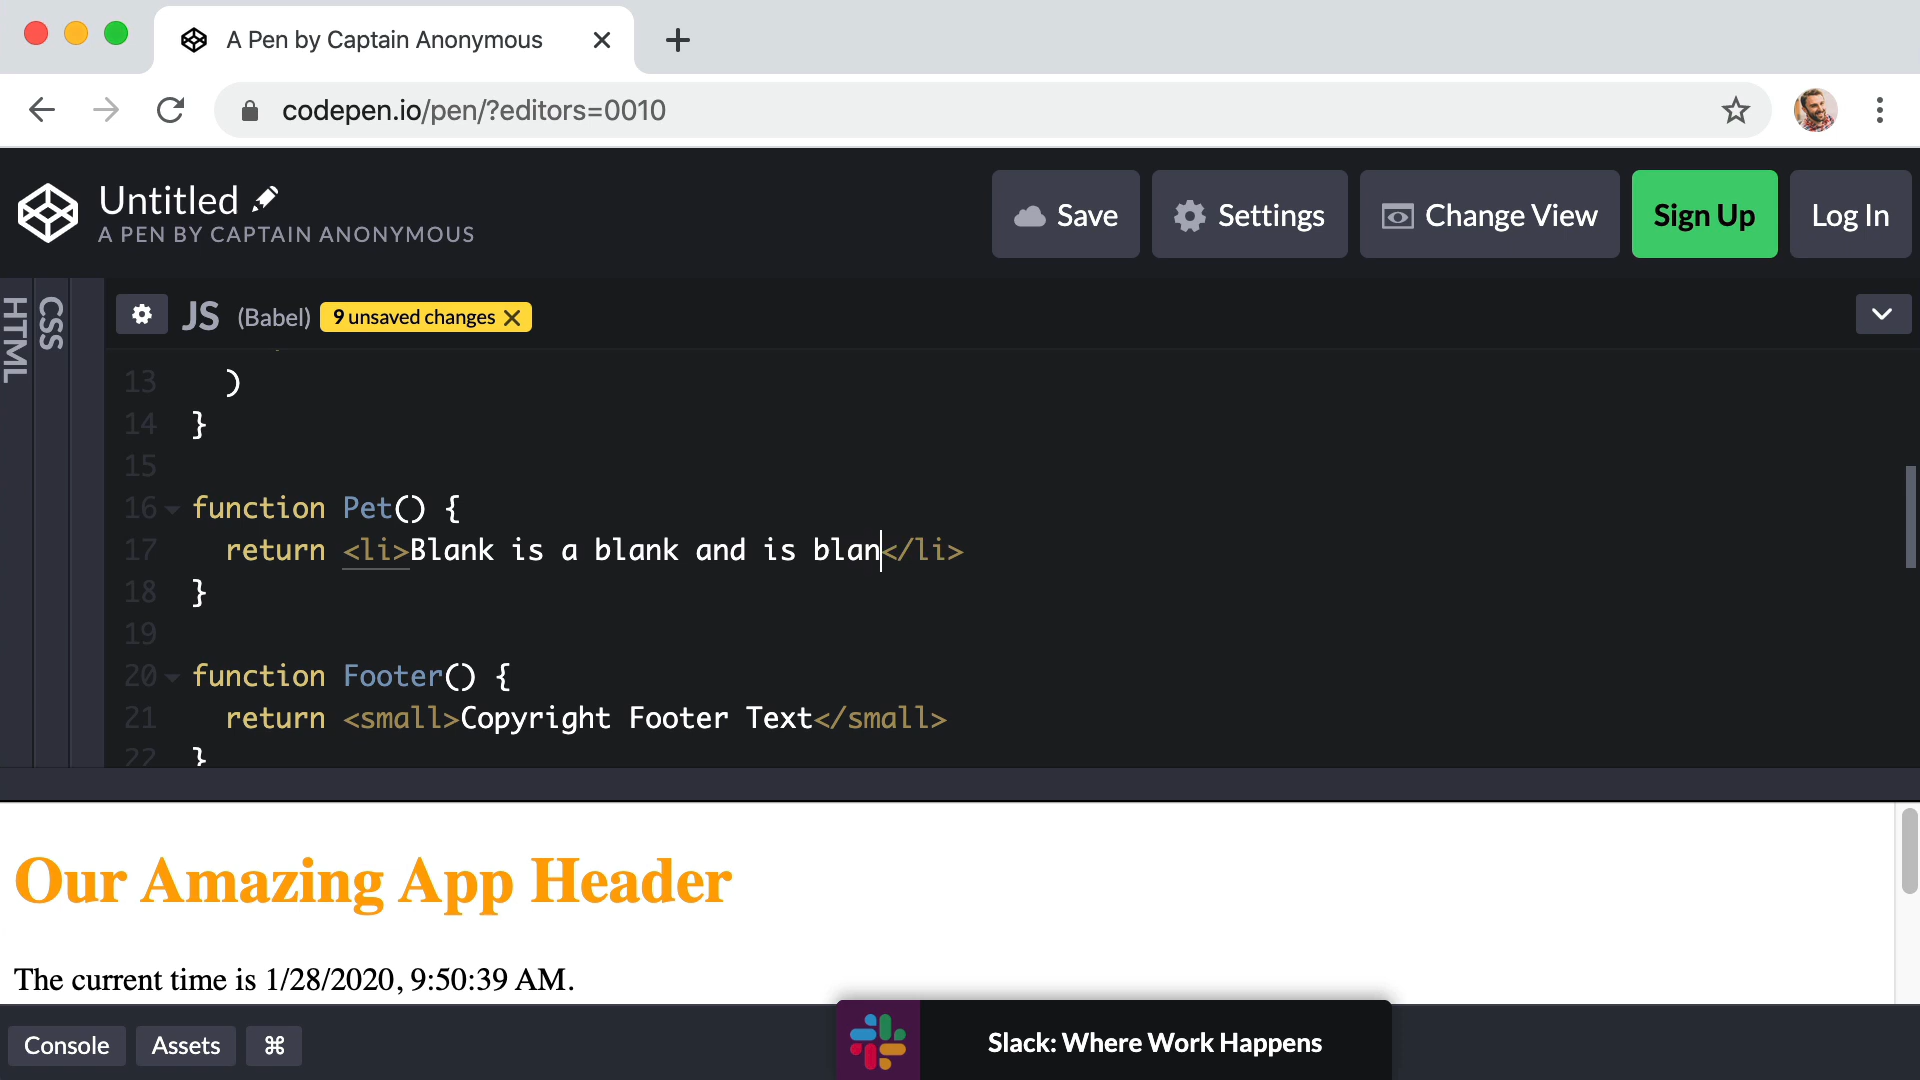 A Pen by Captain Anonymous
codepen.io/pen/?editors=0010
Untitled
A PEN BY CAPTAIN ANONYMOUS
Save
Settings
Change View
Sign Up
Log In
HTML
CSS
JS (Babel) 9 unsaved changes
13 )
14 }
15
16 function Pet() {
17 return <li>Blank is a blank and is blan</li>
18 }
19
20 function Footer() {
21 return <small>Copyright Footer Text</small>
22 }
Our Amazing App Header
The current time is 1/28/2020, 9:50:39 AM.
Console
Assets
⌘
Slack: Where Work Happens